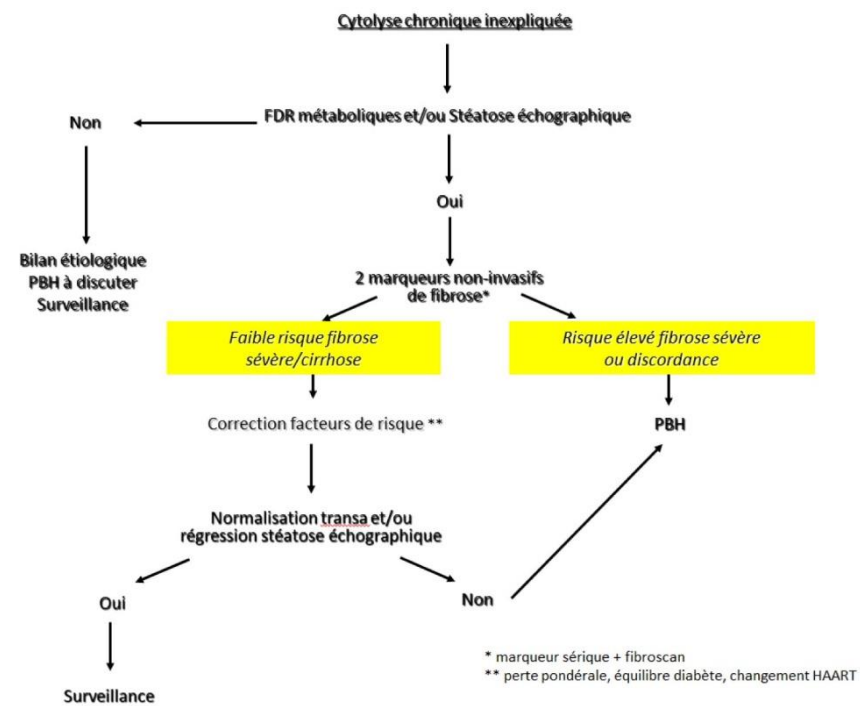 Cytolyse chronique inexpliquée
FDR métaboliques et/ou Stéatose échographique
Non
Oui
Bilan étiologique
PBH à discuter
Surveillance
2 marqueurs non-invasifs
de fibrose*
Faible risque fibrose
sévère/cirrhose
Risque élevé fibrose sévère
ou discordance
Correction facteurs de risque **
PBH
Normalisation transa et/ou
régression stéatose échographique
Oui
Non
Surveillance
* marqueur sérique + fibroscan
** perte pondérale, équilibre diabète, changement HAART